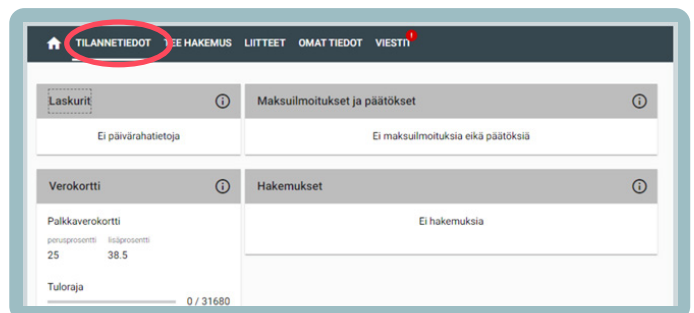 TILANNETIEDOT TEE HAKEMUS LIITTEET OMAT TIEDOT VIESTIT
Laskurit
Ei päivärahatietoja
Maksuilmoitukset ja päätökset
Ei maksuilmoituksia eikä päätöksiä
Verokortti
Palkkaverokortti
perusprosentti lisäprosentti
25 38.5
Tuloraja
0 / 31680
Hakemukset
Ei hakemuksia